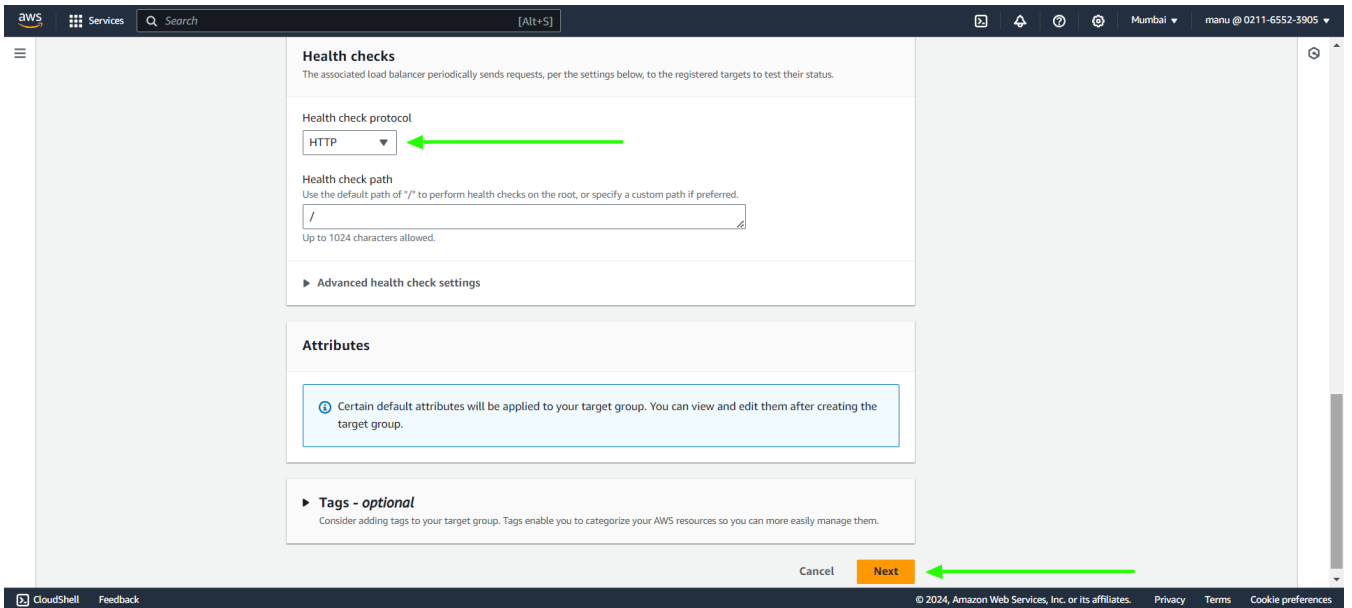 aws
Services
Search [Alt+S]
Mumbai
manu @ 0211-6552-3905
Health checks
The associated load balancer periodically sends requests, per the settings below, to the registered targets to test their status.
Health check protocol
HTTP
Health check path
Use the default path of "/" to perform health checks on the root, or specify a custom path if preferred.
/
Up to 1024 characters allowed.
Advanced health check settings
Attributes
Certain default attributes will be applied to your target group. You can view and edit them after creating the
target group.
Tags - optional
Consider adding tags to your target group. Tags enable you to categorize your AWS resources so you can more easily manage them.
Cancel Next
CloudShell Feedback © 2024, Amazon Web Services, Inc. or its affiliates. Privacy Terms Cookie preferences